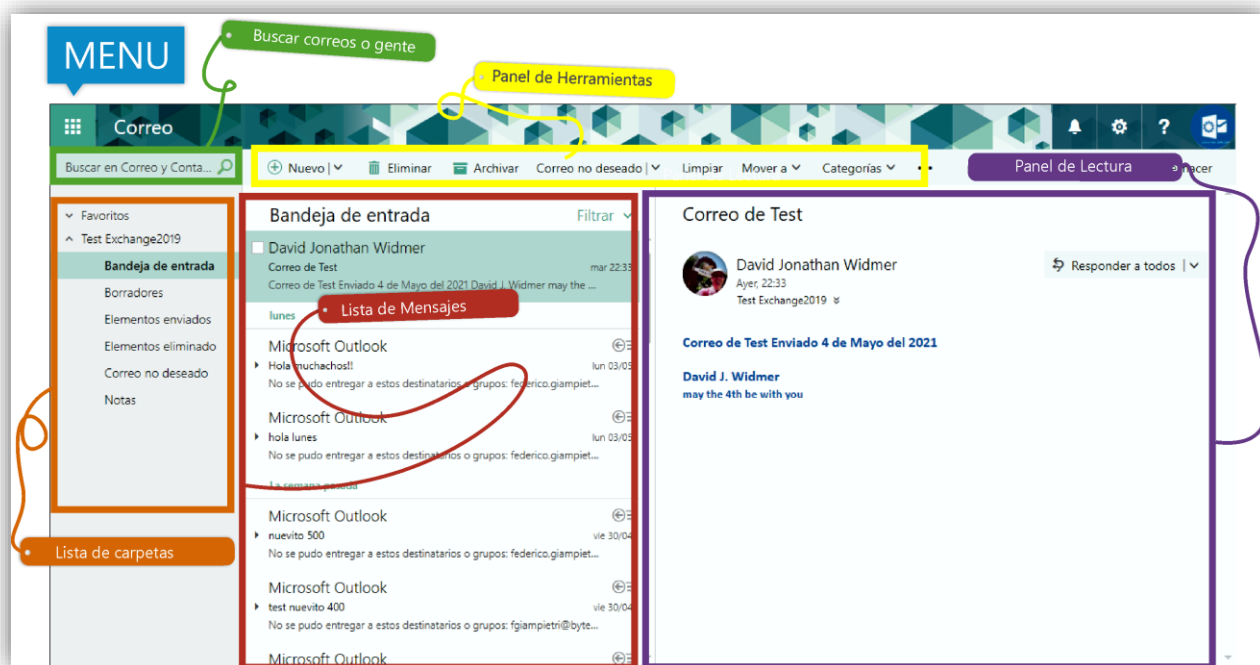 MENU
Buscar correos o gente
Panel de Herramientas
Correo
?
Buscar en Correo y Conta...
Nuevo
Eliminar
Archivar
Correo no deseado
Limpiar
Mover a
Categorías
...
Panel de Lectura
Favoritos
Test Exchange2019
Bandeja de entrada
Borradores
Elementos enviados
Elementos eliminado
Correo no deseado
Notas
Lista de carpetas
Bandeja de entrada
Filtrar
David Jonathan Widmer
Correo de Test mar 22:33
Correo de Test Enviado 4 de Mayo del 2021 David J. Widmer may the ...
lunes
Lista de Mensajes
Microsoft Outlook
Hola muchachos!! lun 03/05
No se pudo entregar a estos destinatarios o grupos: federico.giampiet...
Microsoft Outlook
hola lunes lun 03/05
No se pudo entregar a estos destinatarios o grupos: federico.giampiet...
La semana pasada
Microsoft Outlook
nuevito 500 vie 30/04
No se pudo entregar a estos destinatarios o grupos: federico.giampiet...
Microsoft Outlook
test nuevito 400 vie 30/04
No se pudo entregar a estos destinatarios o grupos: fgiampietri@byte...
Microsoft Outlook
Correo de Test
David Jonathan Widmer
Ayer, 22:33
Test Exchange2019
Responder a todos
Correo de Test Enviado 4 de Mayo del 2021
David J. Widmer
may the 4th be with you